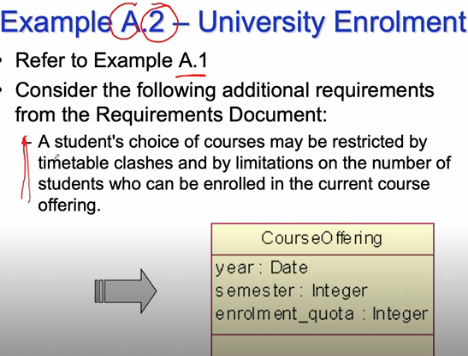 Example A.2 – University Enrolment
• Refer to Example A.1
• Consider the following additional requirements
from the Requirements Document:
– A student's choice of courses may be restricted by
timetable clashes and by limitations on the number of
students who can be enrolled in the current course
offering.
CourseOffering
year : Date
semester : Integer
enrolment_quota : Integer